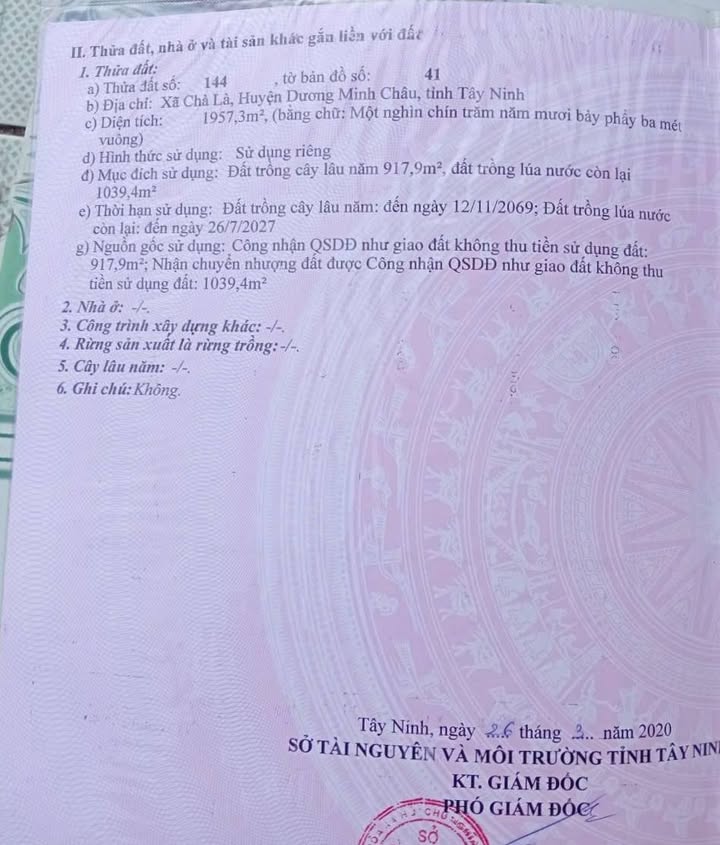 II. Thửa đất, nhà ở và tài sản khác gắn liền với đất
1. Thửa đất:
a) Thửa đất số: 144 , tờ bản đồ số: 41
b) Địa chỉ: Xã Chà Là, Huyện Dương Minh Châu, tỉnh Tây Ninh
c) Diện tích: 1957,3m², (bằng chữ: Một nghìn chín trăm năm mươi bảy phẩy ba mét
vuông)
d) Hình thức sử dụng: Sử dụng riêng
đ) Mục đích sử dụng: Đất trồng cây lâu năm 917,9m², đất trồng lúa nước còn lại
1039,4m²
e) Thời hạn sử dụng: Đất trồng cây lâu năm: đến ngày 12/11/2069; Đất trồng lúa nước
còn lại: đến ngày 26/7/2027
g) Nguồn gốc sử dụng: Công nhận QSDĐ như giao đất không thu tiền sử dụng đất:
917,9m²; Nhận chuyển nhượng đất được Công nhận QSDĐ như giao đất không thu
tiền sử dụng đất: 1039,4m²
2. Nhà ở: -/-.
3. Công trình xây dựng khác: -/-.
4. Rừng sản xuất là rừng trồng: -/-.
5. Cây lâu năm: -/-.
6. Ghi chú: Không.
Tây Ninh, ngày 26 tháng 3 năm 2020
SỞ TÀI NGUYÊN VÀ MÔI TRƯỜNG TỈNH TÂY NIN
KT. GIÁM ĐỐC
PHÓ GIÁM ĐỐC
SỞ